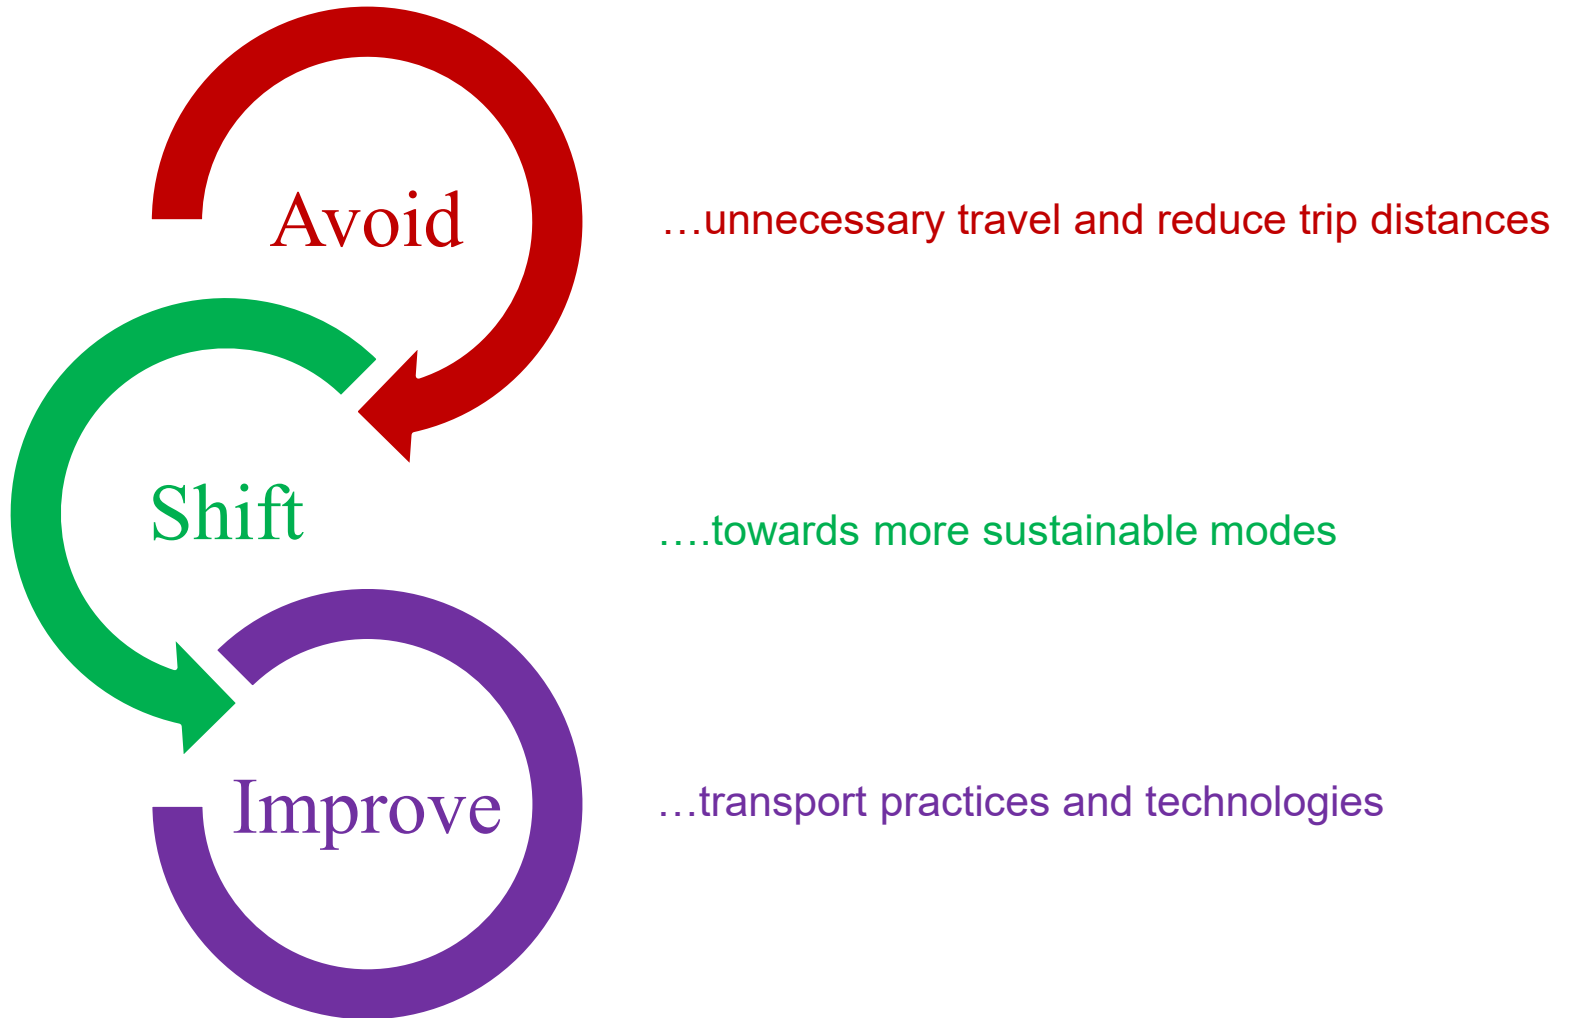 Avoid
…unnecessary travel and reduce trip distances
Shift
….towards more sustainable modes
Improve
…transport practices and technologies